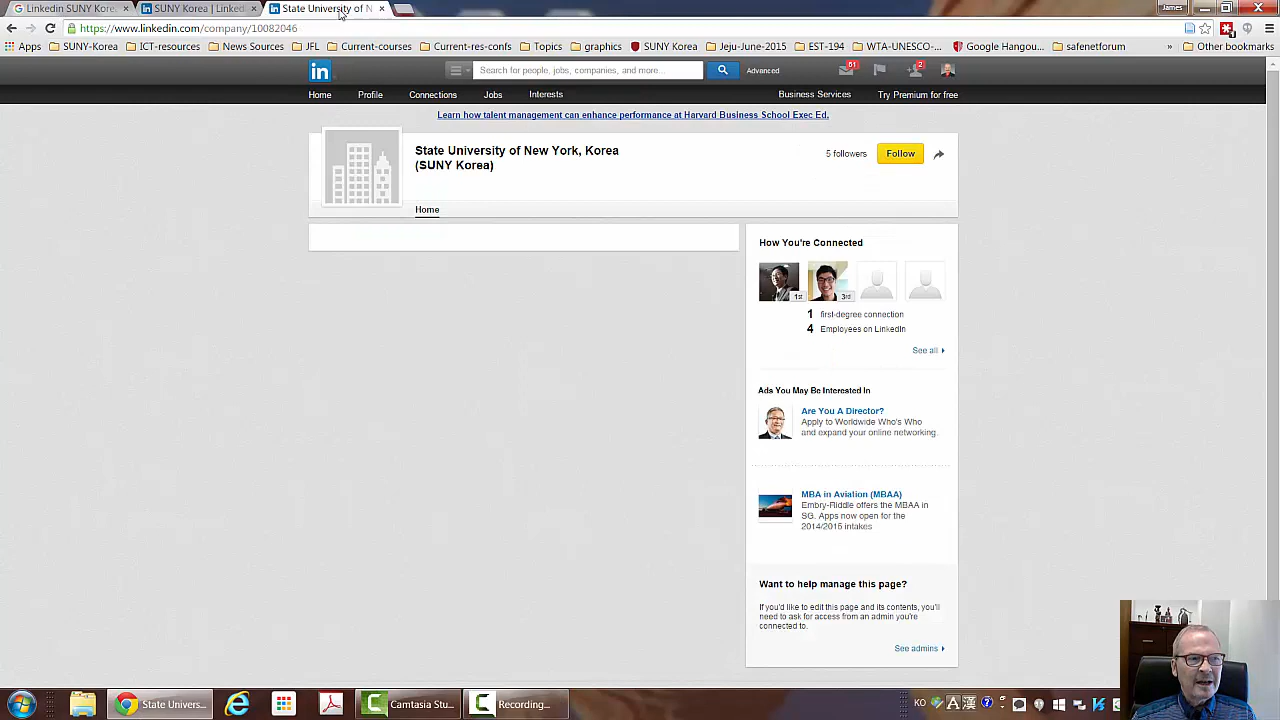 Linkedin SUNY Kore
SUNY Korea | Linked
State University of N
James
https://www.linkedin.com/company/10082046
Apps
SUNY-Korea
ICT-resources
News Sources
JFL
Current-courses
Current-res-confs
Topics
graphics
SUNY Korea
Jeju-June-2015
EST-194
WTA-UNESCO-...
Google Hangou...
safenetforum
»
Other bookmarks
in
Search for people, jobs, companies, and more...
Advanced
61
2
Home
Profile
Connections
Jobs
Interests
Business Services
Try Premium for free
Learn how talent management can enhance performance at Harvard Business School Exec Ed.
State University of New York, Korea
(SUNY Korea)
5 followers
Follow
Home
How You're Connected
1st
3rd
1 first-degree connection
4 Employees on LinkedIn
See all
Ads You May Be Interested In
Are You A Director?
Apply to Worldwide Who's Who
and expand your online networking.
MBA in Aviation (MBAA)
Embry-Riddle offers the MBAA in
SG. Apps now open for the
2014/2015 intakes
Want to help manage this page?
If you'd like to edit this page and its contents, you'll
need to ask for access from an admin you're
connected to.
See admins
State Univers...
Camtasia Stu...
Recording...
KO
A
漢